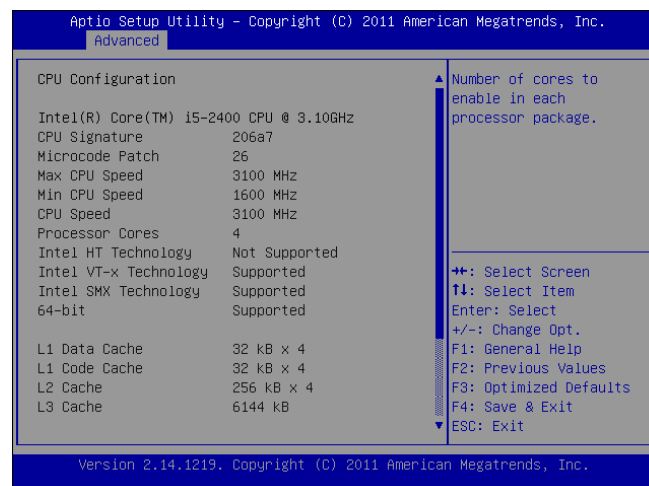 Aptio Setup Utility – Copyright (C) 2011 American Megatrends, Inc.
Advanced
CPU Configuration
Intel(R) Core(TM) i5-2400 CPU @ 3.10GHz
CPU Signature 206a7
Microcode Patch 26
Max CPU Speed 3100 MHz
Min CPU Speed 1600 MHz
CPU Speed 3100 MHz
Processor Cores 4
Intel HT Technology Not Supported
Intel VT-x Technology Supported
Intel SMX Technology Supported
64-bit Supported
L1 Data Cache 32 kB x 4
L1 Code Cache 32 kB x 4
L2 Cache 256 kB x 4
L3 Cache 6144 kB
Number of cores to
enable in each
processor package.
→←: Select Screen
↑↓: Select Item
Enter: Select
+/-: Change Opt.
F1: General Help
F2: Previous Values
F3: Optimized Defaults
F4: Save & Exit
ESC: Exit
Version 2.14.1219. Copyright (C) 2011 American Megatrends, Inc.